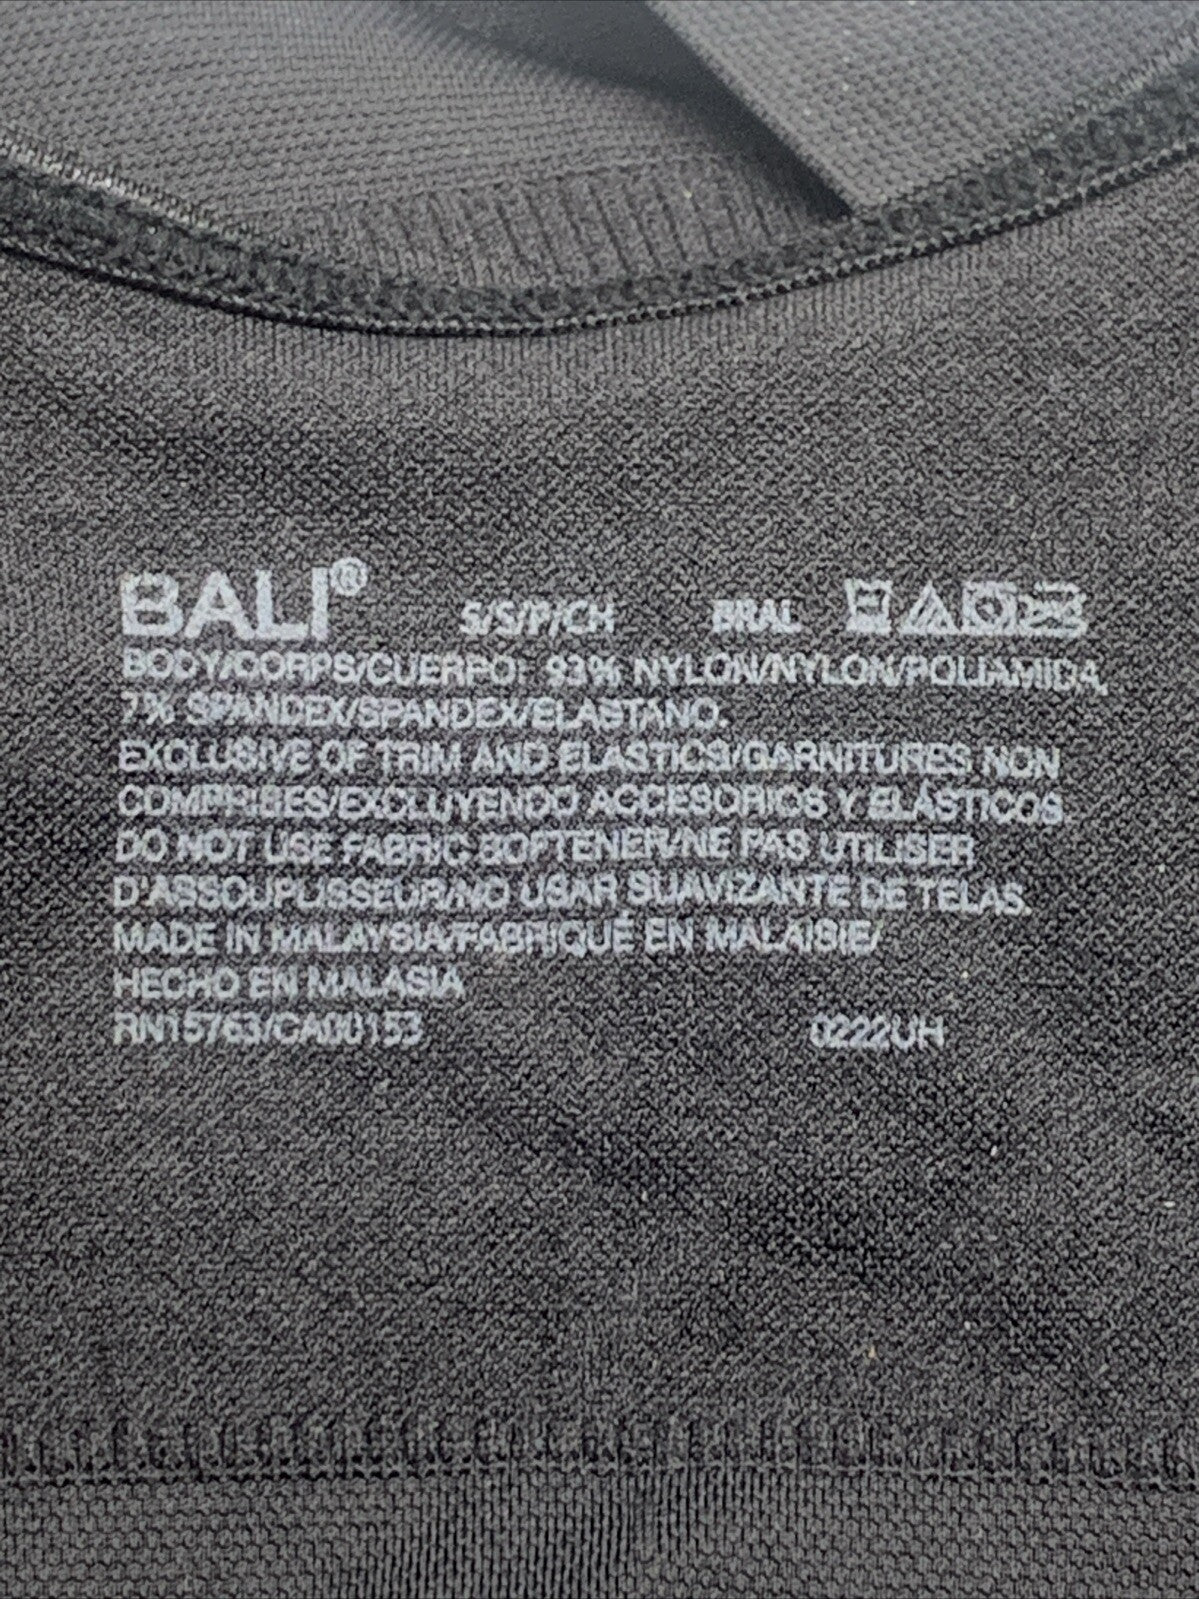 BALI® S/S/P/CH BRAL
BODY/CORPS/CUERPO: 93% NYLON/NYLON/POLIAMIDA,
7% SPANDEX/SPANDEX/ELASTANO.
EXCLUSIVE OF TRIM AND ELASTICS/GARNITURES NON
COMPRISES/EXCLUYENDO ACCESORIOS Y ELÁSTICOS
DO NOT USE FABRIC SOFTENER/NE PAS UTILISER
D'ASSOUPLISSEUR/NO USAR SUAVIZANTE DE TELAS.
MADE IN MALAYSIA/FABRIQUÉ EN MALAISIE/
HECHO EN MALASIA
RN15763/CA00153 0222UH